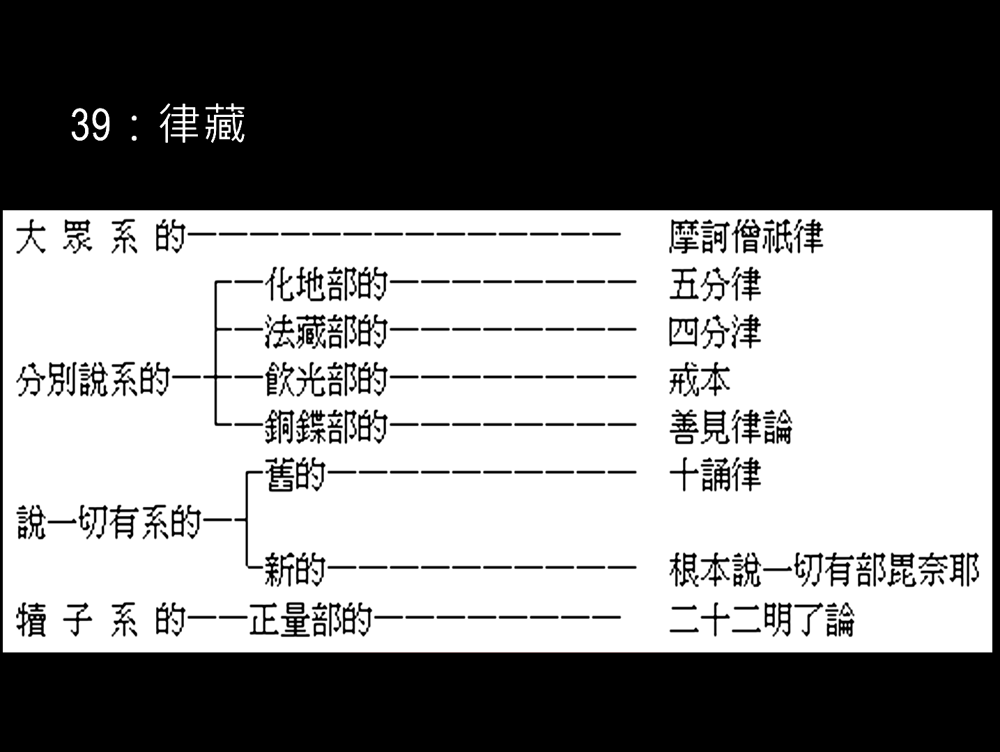 39：律藏
大眾系的 摩訶僧祇律
化地部的 五分律
法藏部的 四分津
分別說系的 飲光部的 戒本
銅鍱部的 善見律論
舊的 十誦律
說一切有系的
新的 根本說一切有部毘奈耶
犢子系的 正量部的 二十二明了論